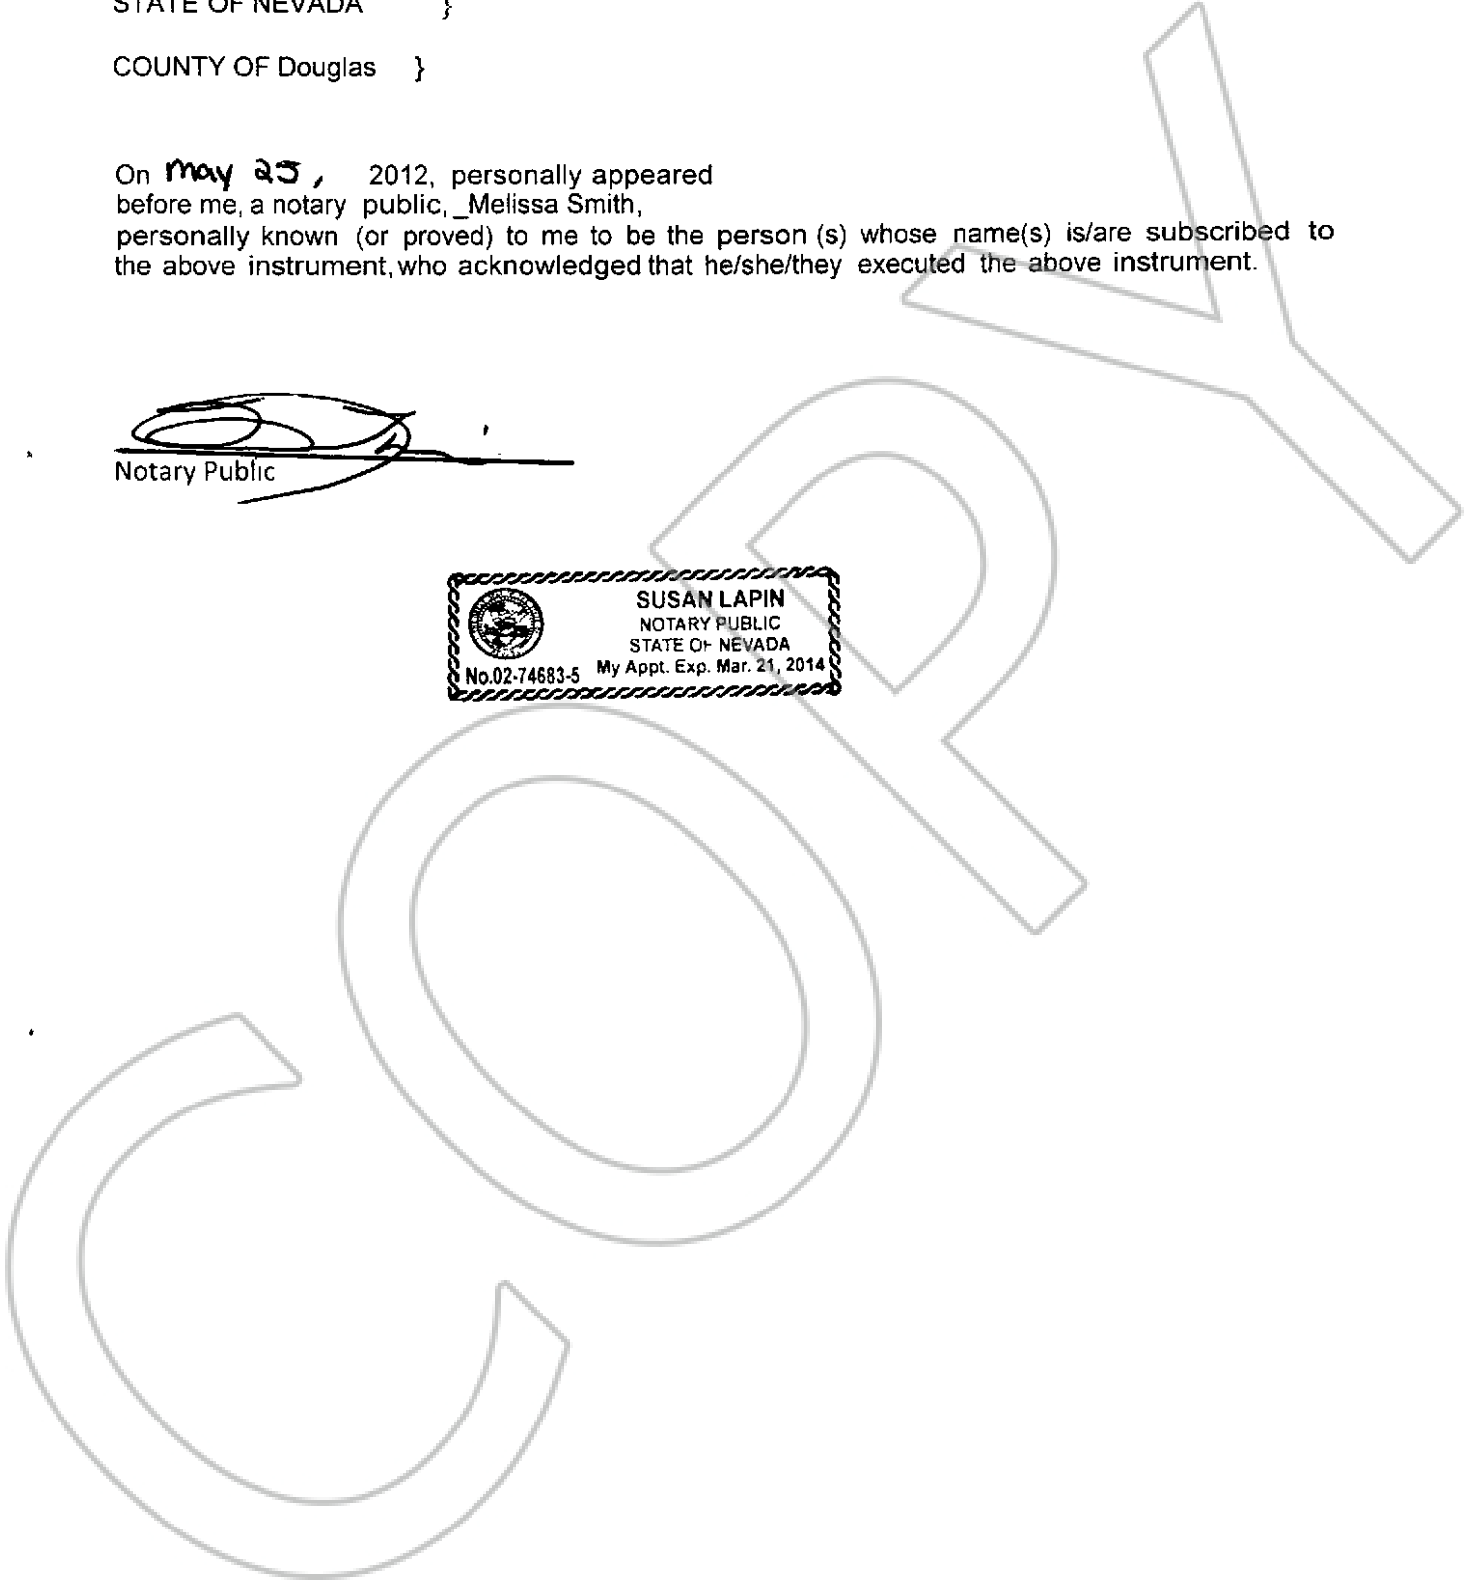 STATE OF NEVADA }
COUNTY OF Douglas }
On May 25, 2012, personally appeared
before me, a notary public, _Melissa Smith,
personally known (or proved) to me to be the person (s) whose name(s) is/are subscribed to
the above instrument, who acknowledged that he/she/they executed the above instrument.
Notary Public
SUSAN LAPIN
NOTARY PUBLIC
STATE OF NEVADA
No.02-74683-5 My Appt. Exp. Mar. 21, 2014
COPY